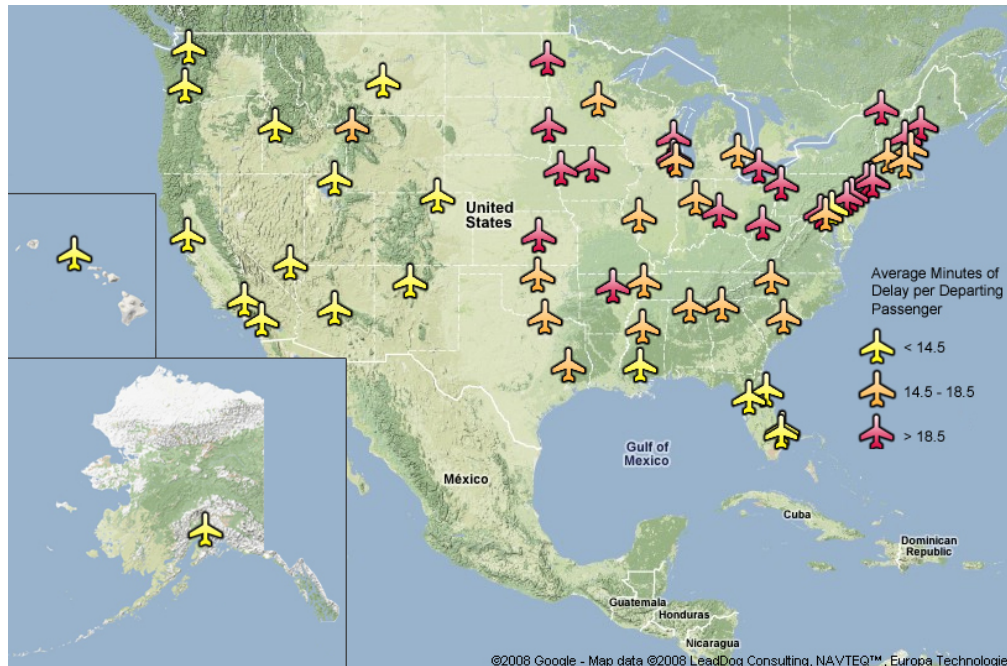 United
States
Average Minutes of
Delay per Departing
Passenger
< 14.5
14.5 - 18.5
> 18.5
Gulf of
Mexico
México
Cuba
Dominican
Republic
Guatemala
Honduras
Nicaragua
©2008 Google - Map data ©2008 LeadDog Consulting, NAVTEQ™, Europa Technologie